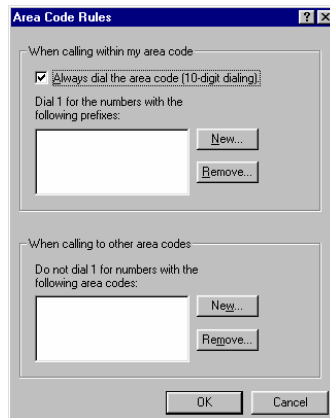 Area Code Rules
When calling within my area code
Always dial the area code (10-digit dialing).
Dial 1 for the numbers with the
following prefixes:
New...
Remove...
When calling to other area codes
Do not dial 1 for numbers with the
following area codes:
New...
Remove...
OK
Cancel